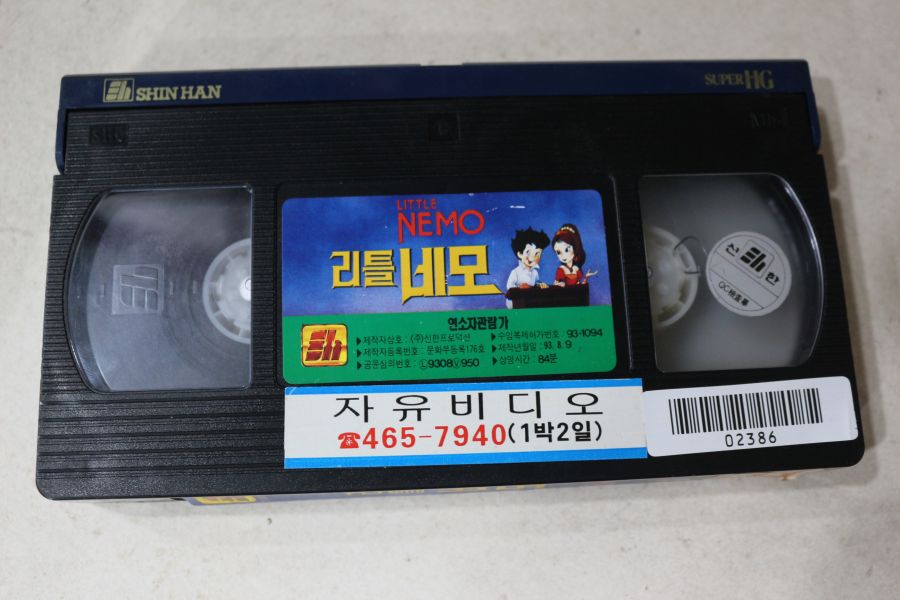 SHIN HAN
SUPER HG
LITTLE
NEMO
리틀 네모
연소자관람가
▶제작자상호 : (주)신한프로덕션 ▶수입복제허가번호 93-1094
▶제작자등록번호 : 문화부등록176호 ▶제작년월일 : 93.8.9
▶공윤심의번호 : Ⓛ9308Ⓥ950 ▶상영시간 : 84분
신한
자유비디오
☎465-7940(1박2일)
02386